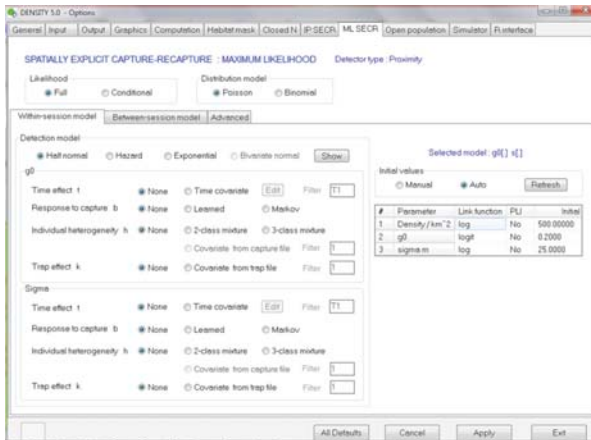 DENSITY 5.0 - Options
General Input Output Graphics Computation Habitat mask Closed N IP SECR ML SECR Open population Simulator R interface
SPATIALLY EXPLICIT CAPTURE-RECAPTURE : MAXIMUM LIKELIHOOD Detector type : Proximity
Likelihood
Full Conditional
Distribution model
Poisson Binomial
Within-session model Between-session model Advanced
Detection model
Half normal Hazard Exponential Bivariate normal Show
g0
Time effect t None Time covariate Edit Filter T1
Response to capture b None Learned Markov
Individual heterogeneity h None 2-class mixture 3-class mixture
Covariate from capture file Filter 1
Trap effect k None Covariate from trap file Filter 1
Sigma
Time effect t None Time covariate Edit Filter T1
Response to capture b None Learned Markov
Individual heterogeneity h None 2-class mixture 3-class mixture
Covariate from capture file Filter 1
Trap effect k None Covariate from trap file Filter 1
Selected model : g0[] s[]
Initial values
Manual Auto Refresh
# Parameter Link function PLI Initial
1 Density / km^2 log No 500.00000
2 g0 logit No 0.2000
3 sigma m log No 25.0000
All Defaults Cancel Apply Exit